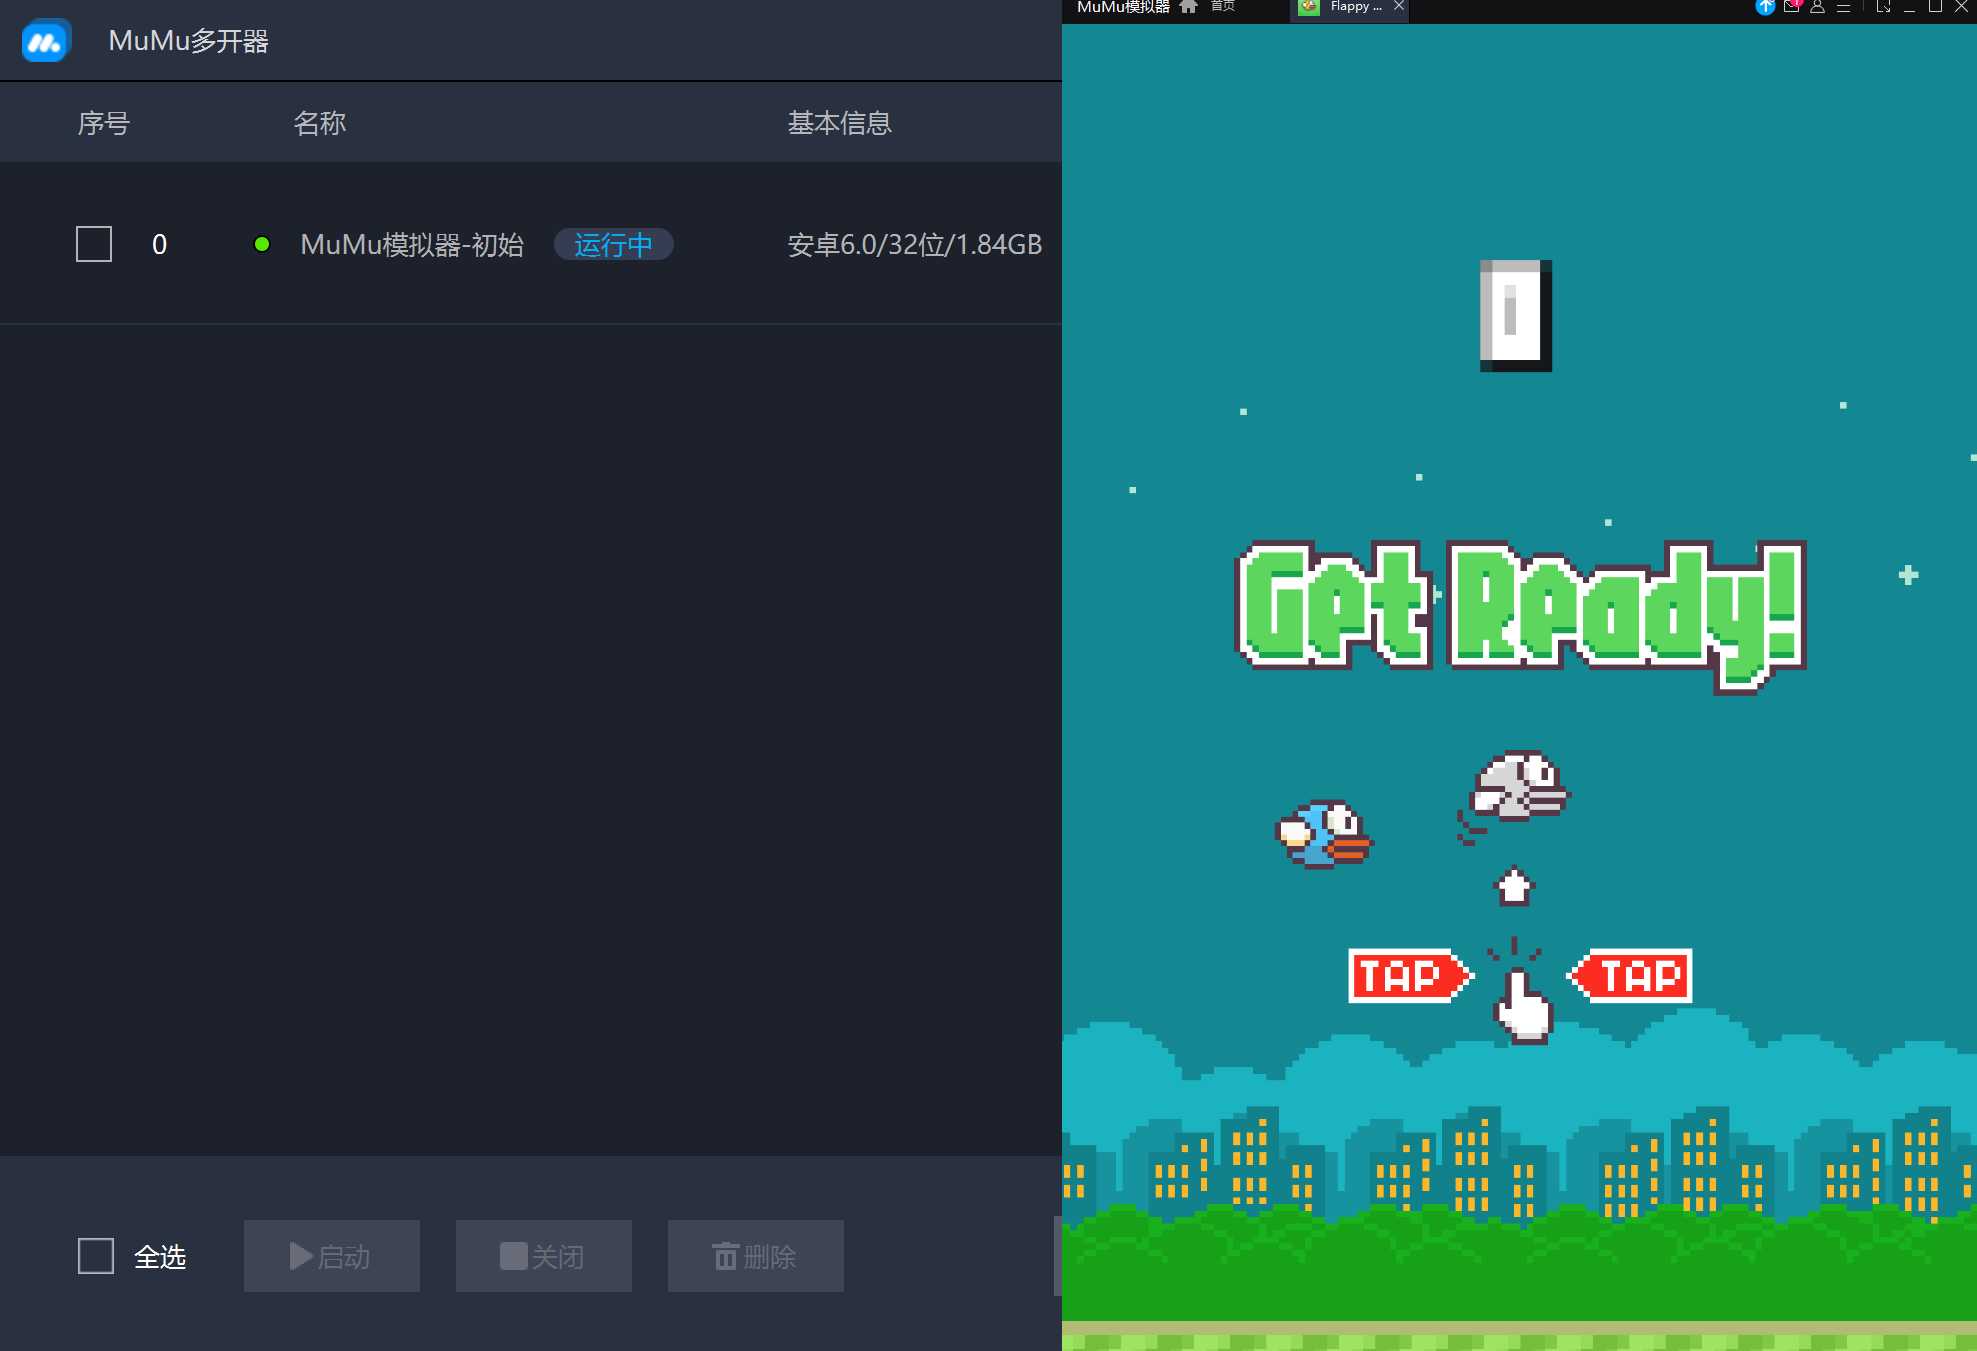 MuMu多开器
序号 名称 基本信息
0 MuMu模拟器-初始 运行中 安卓6.0/32位/1.84GB
全选 启动 关闭 删除
MuMu模拟器 首页 Flappy ...
0
Get Ready!
TAP TAP